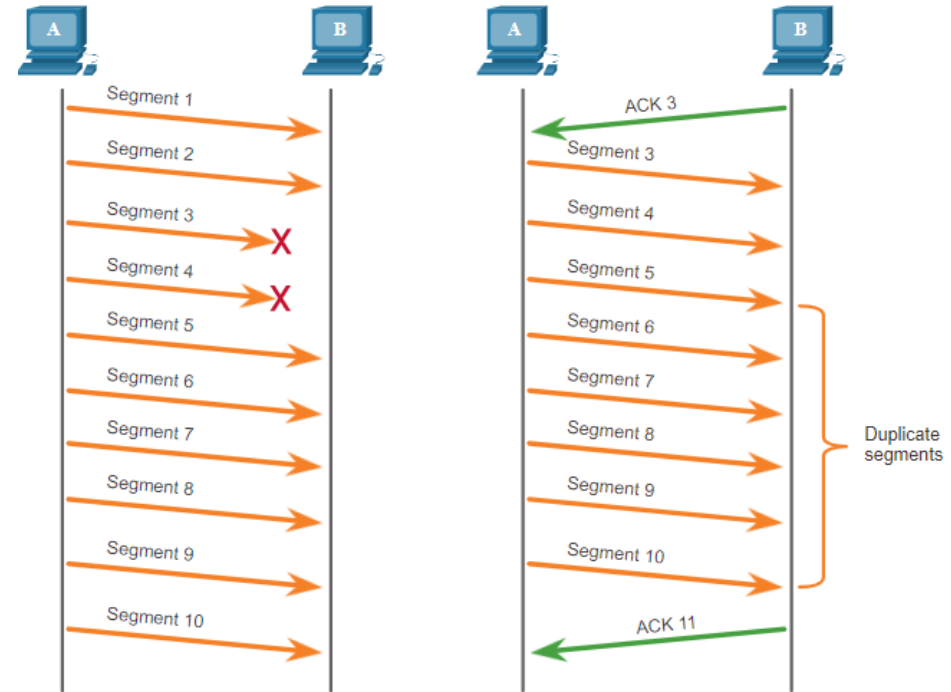 A
B
Segment 1
Segment 2
Segment 3
X
Segment 4
X
Segment 5
Segment 6
Segment 7
Segment 8
Segment 9
Segment 10
A
B
ACK 3
Segment 3
Segment 4
Segment 5
Segment 6
Segment 7
Segment 8
Segment 9
Segment 10
ACK 11
Duplicate
segments